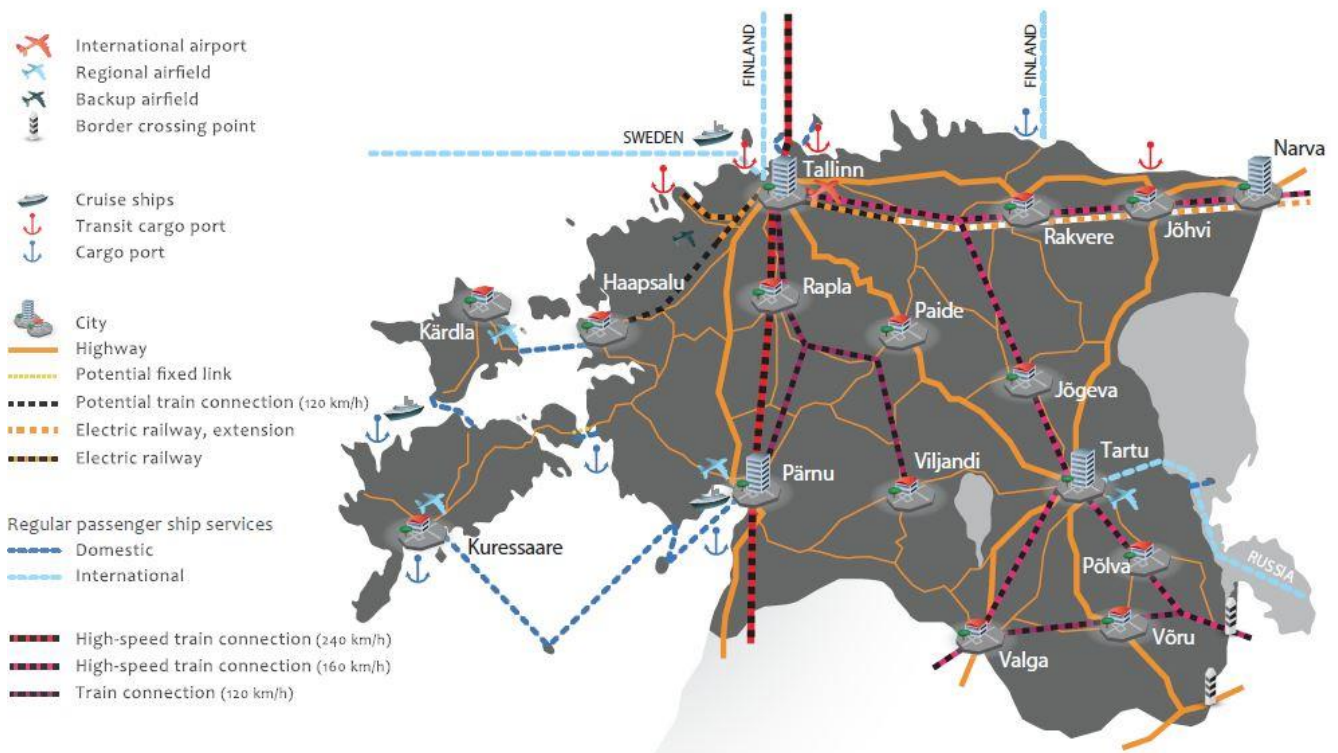 International airport
Regional airfield
Backup airfield
Border crossing point
Cruise ships
Transit cargo port
Cargo port
City
Highway
Potential fixed link
Potential train connection (120 km/h)
Electric railway, extension
Electric railway
Regular passenger ship services
Domestic
International
High-speed train connection (240 km/h)
High-speed train connection (160 km/h)
Train connection (120 km/h)
FINLAND
FINLAND
SWEDEN
Narva
Tallinn
Rakvere
Jõhvi
Haapsalu
Rapla
Paide
Kärdla
Jõgeva
Pärnu
Viljandi
Tartu
Kuressaare
Põlva
RUSSIA
Valga
Võru